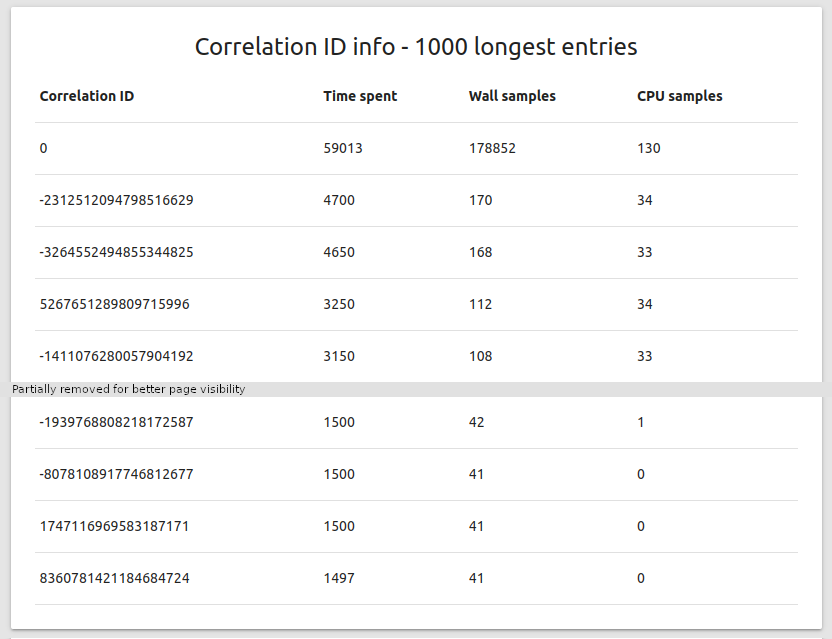 Correlation ID info - 1000 longest entries
Correlation ID Time spent Wall samples CPU samples
0 59013 178852 130
-2312512094798516629 4700 170 34
-3264552494855344825 4650 168 33
5267651289809715996 3250 112 34
-1411076280057904192 3150 108 33
Partially removed for better page visibility
-1939768808218172587 1500 42 1
-8078108917746812677 1500 41 0
1747116969583187171 1500 41 0
8360781421184684724 1497 41 0